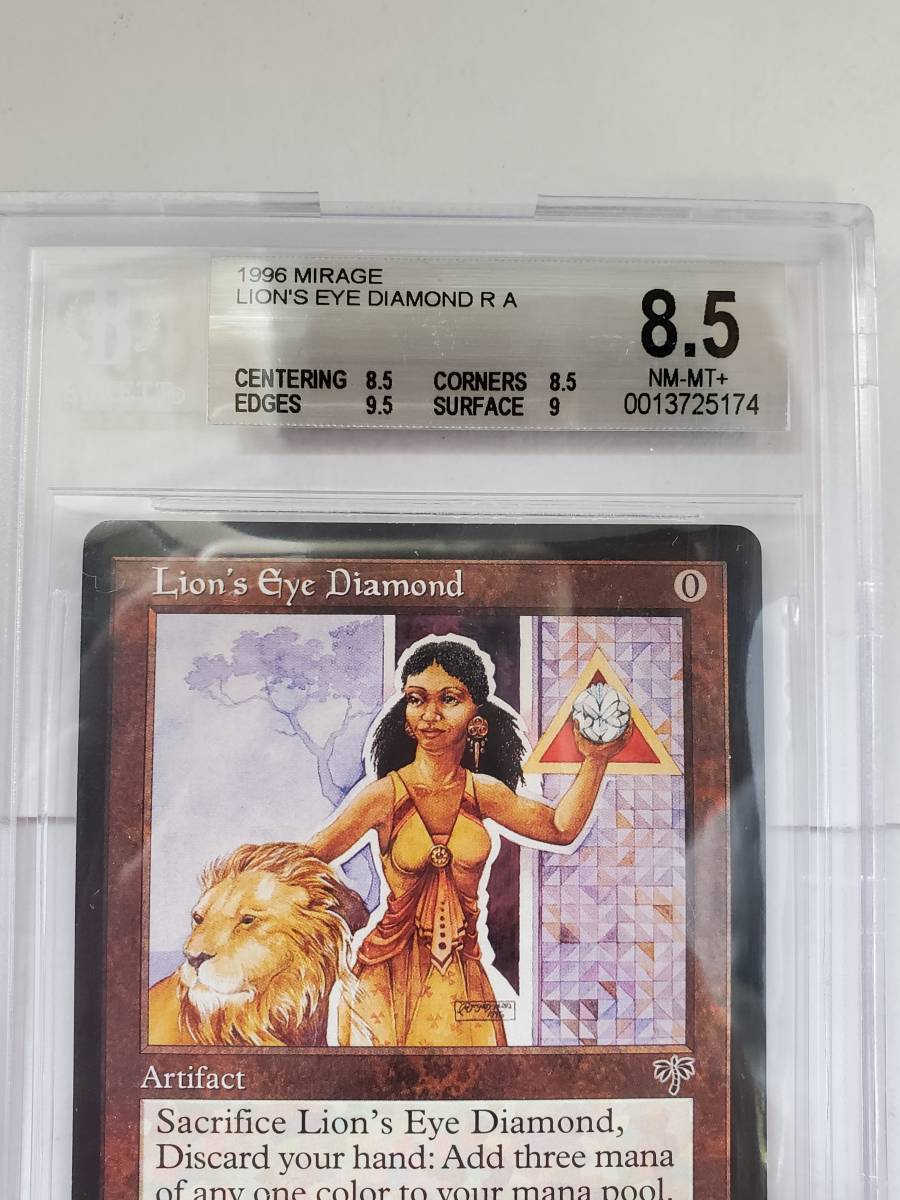 1996 MIRAGE
LION'S EYE DIAMOND R A
8.5
CENTERING 8.5 CORNERS 8.5 NM-MT+
EDGES 9.5 SURFACE 9 0013725174
Lion's Eye Diamond 0
Artifact
Sacrifice Lion's Eye Diamond,
Discard your hand: Add three mana
of any one color to your mana pool.